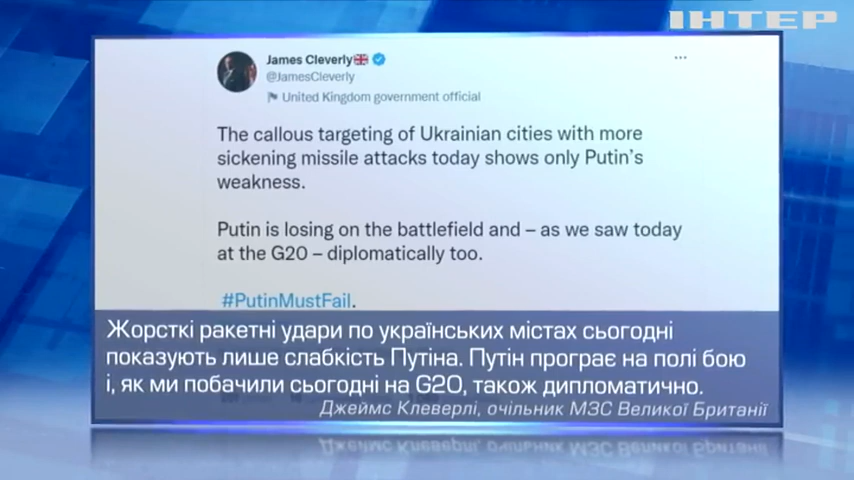 ІНТЕР
James Cleverly🇬🇧
@JamesCleverly
United Kingdom government official
The callous targeting of Ukrainian cities with more
sickening missile attacks today shows only Putin's
weakness.
Putin is losing on the battlefield and – as we saw today
at the G20 – diplomatically too.
#PutinMustFail.
Жорсткі ракетні удари по українських містах сьогодні
показують лише слабкість Путіна. Путін програє на полі бою
і, як ми побачили сьогодні на G20, також дипломатично.
Джеймс Клеверлі, очільник МЗС Великої Британії